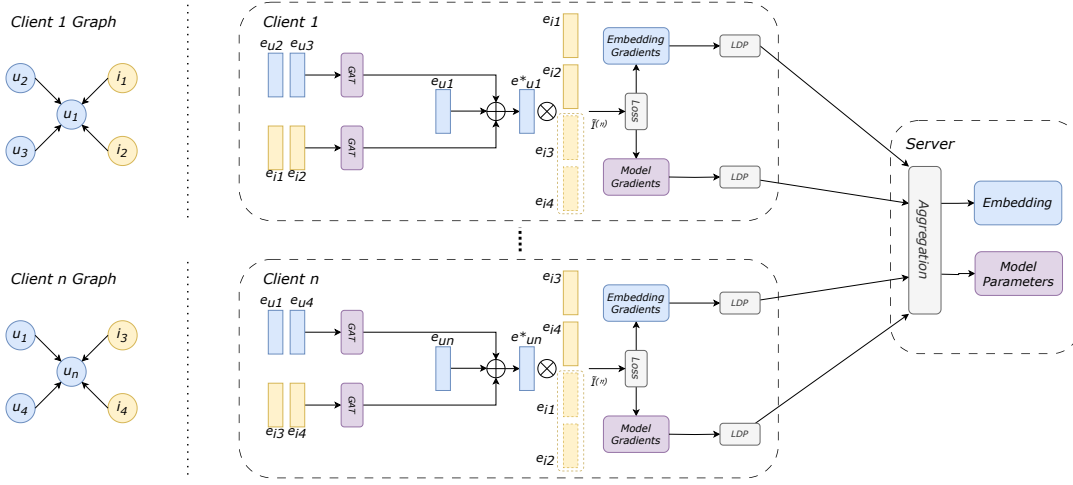 Client 1 Graph
u2
i1
u1
u3
i2
Client 1
eu2 eu3
GAT
eu1
e*u1
ei1 ei2
GAT
ei1
ei2
ei3
ei4
Loss
Embedding
Gradients
LDP
Model
Gradients
LDP
Server
Aggregation
Embedding
Model
Parameters
Client n Graph
u1
i3
un
u4
i4
Client n
eu1 eu4
GAT
eun
e*un
ei3 ei4
GAT
ei3
ei4
ei1
ei2
Loss
Embedding
Gradients
LDP
Model
Gradients
LDP